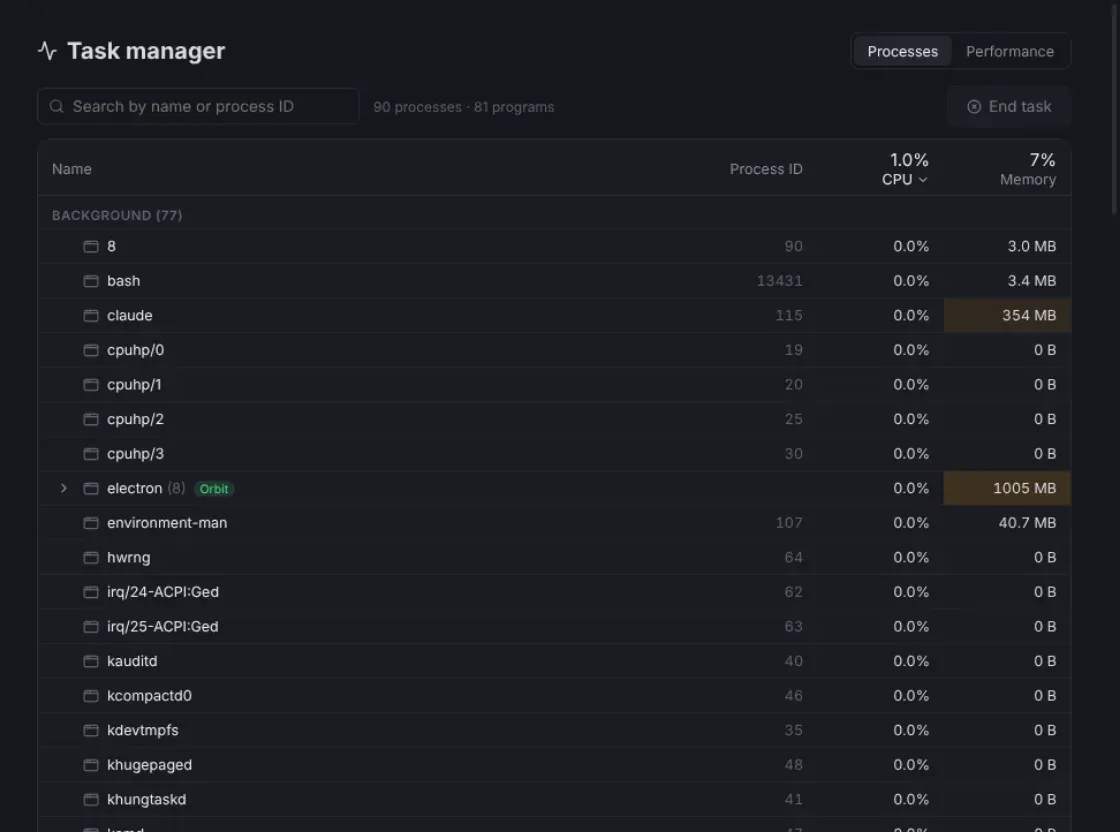 Task manager
Processes Performance
Search by name or process ID 90 processes · 81 programs End task
Name Process ID 1.0% CPU 7% Memory
BACKGROUND (77)
8 90 0.0% 3.0 MB
bash 13431 0.0% 3.4 MB
claude 115 0.0% 354 MB
cpuhp/0 19 0.0% 0 B
cpuhp/1 20 0.0% 0 B
cpuhp/2 25 0.0% 0 B
cpuhp/3 30 0.0% 0 B
electron (8) Orbit 0.0% 1005 MB
environment-man 107 0.0% 40.7 MB
hwrng 64 0.0% 0 B
irq/24-ACPI:Ged 62 0.0% 0 B
irq/25-ACPI:Ged 63 0.0% 0 B
kauditd 40 0.0% 0 B
kcompactd0 46 0.0% 0 B
kdevtmpfs 35 0.0% 0 B
khugepaged 48 0.0% 0 B
khungtaskd 41 0.0% 0 B